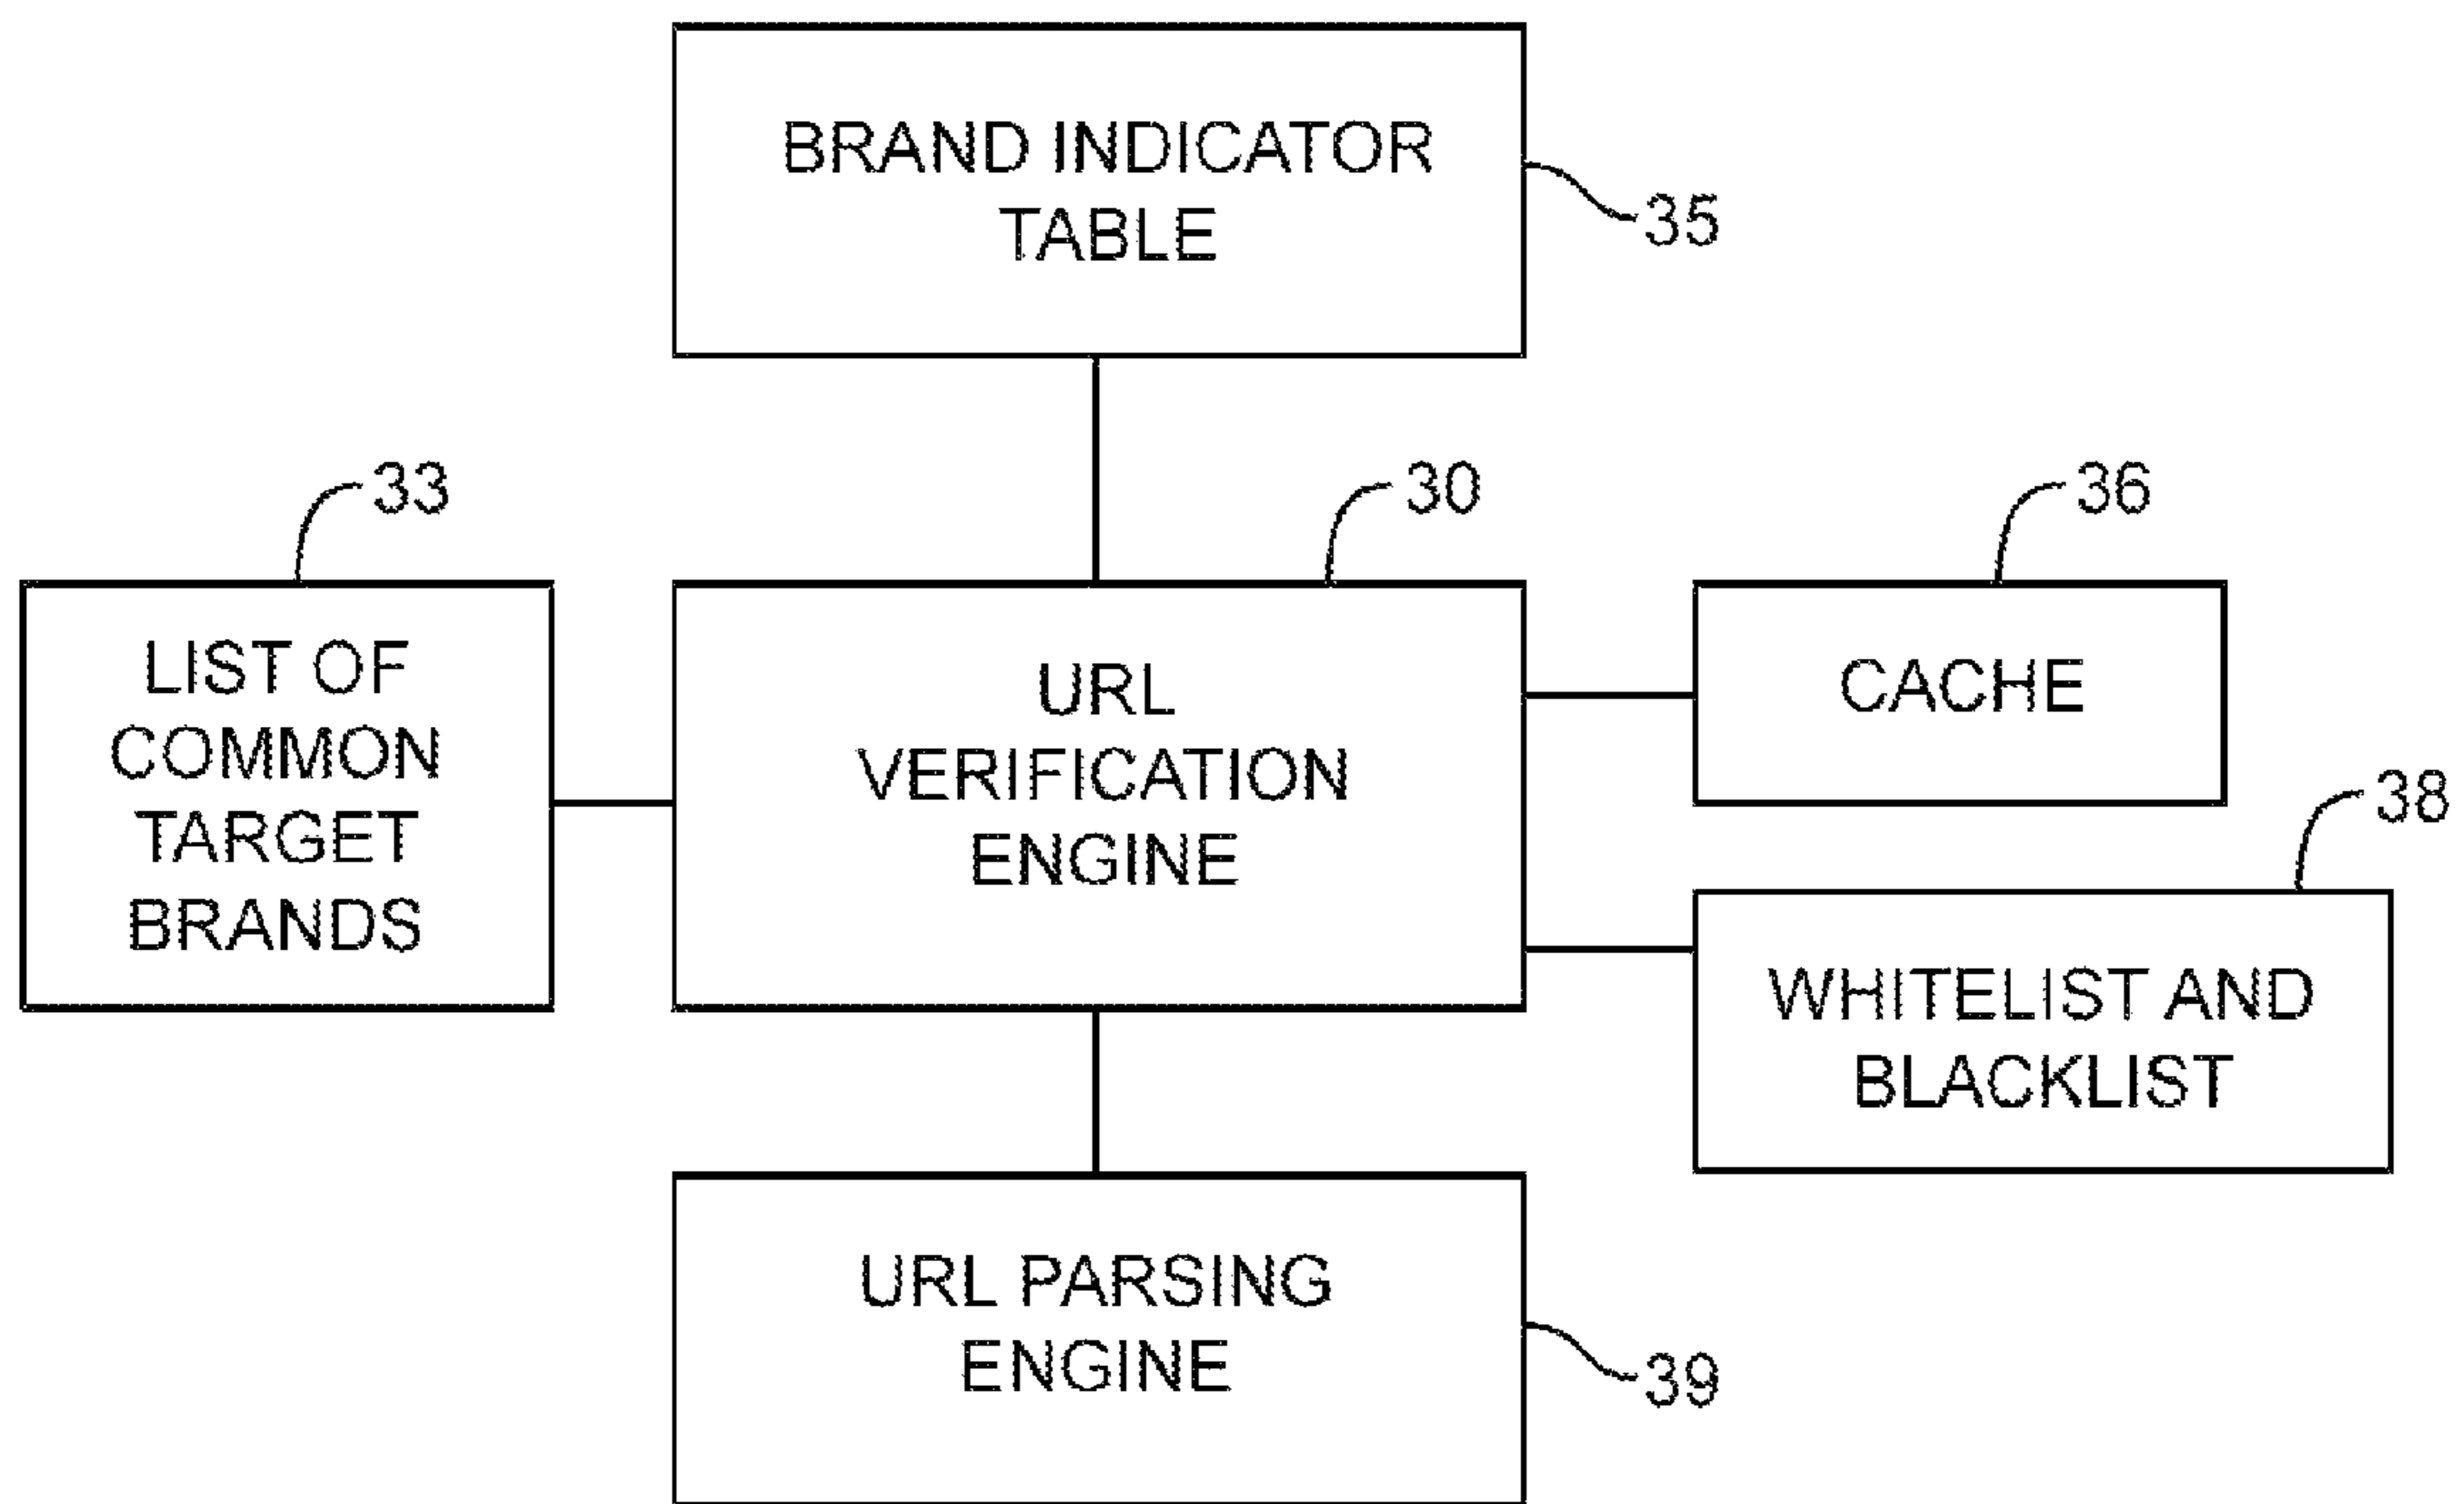 BRAND INDICATOR
TABLE
35
33
30
36
LIST OF
COMMON
TARGET
BRANDS
URL
VERIFICATION
ENGINE
CACHE
38
WHITELIST AND
BLACKLIST
URL PARSING
ENGINE
39